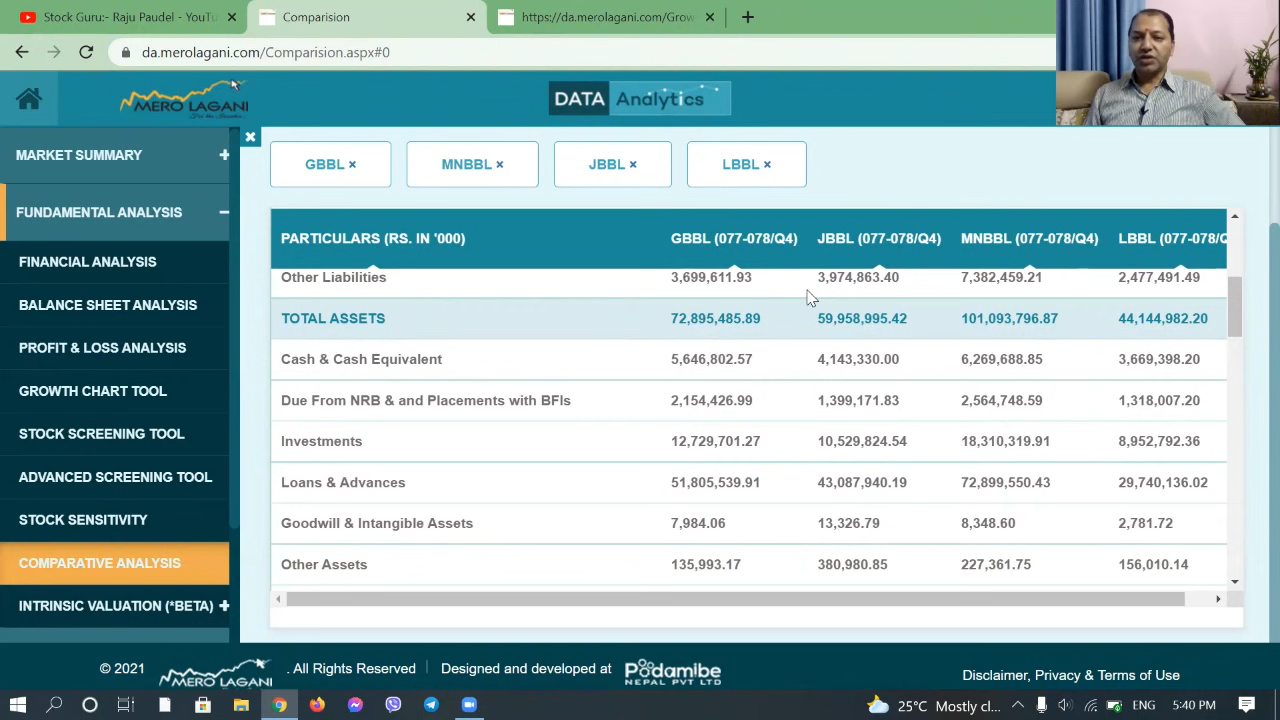 Stock Guru:- Raju Paudel - YouTu
Comparision
https://da.merolagani.com/Grow
da.merolagani.com/Comparision.aspx#0
MERO LAGANI
DATA Analytics
MARKET SUMMARY
FUNDAMENTAL ANALYSIS
FINANCIAL ANALYSIS
BALANCE SHEET ANALYSIS
PROFIT & LOSS ANALYSIS
GROWTH CHART TOOL
STOCK SCREENING TOOL
ADVANCED SCREENING TOOL
STOCK SENSITIVITY
COMPARATIVE ANALYSIS
INTRINSIC VALUATION (*BETA)
GBBL × MNBBL × JBBL × LBBL ×
PARTICULARS (RS. IN '000) GBBL (077-078/Q4) JBBL (077-078/Q4) MNBBL (077-078/Q4) LBBL (077-078/Q
Other Liabilities 3,699,611.93 3,974,863.40 7,382,459.21 2,477,491.49
TOTAL ASSETS 72,895,485.89 59,958,995.42 101,093,796.87 44,144,982.20
Cash & Cash Equivalent 5,646,802.57 4,143,330.00 6,269,688.85 3,669,398.20
Due From NRB & and Placements with BFIs 2,154,426.99 1,399,171.83 2,564,748.59 1,318,007.20
Investments 12,729,701.27 10,529,824.54 18,310,319.91 8,952,792.36
Loans & Advances 51,805,539.91 43,087,940.19 72,899,550.43 29,740,136.02
Goodwill & Intangible Assets 7,984.06 13,326.79 8,348.60 2,781.72
Other Assets 135,993.17 380,980.85 227,361.75 156,010.14
© 2021 MERO LAGANI . All Rights Reserved Designed and developed at Podamibe NEPAL PVT LTD Disclaimer, Privacy & Terms of Use
25°C Mostly cl... ENG 5:40 PM